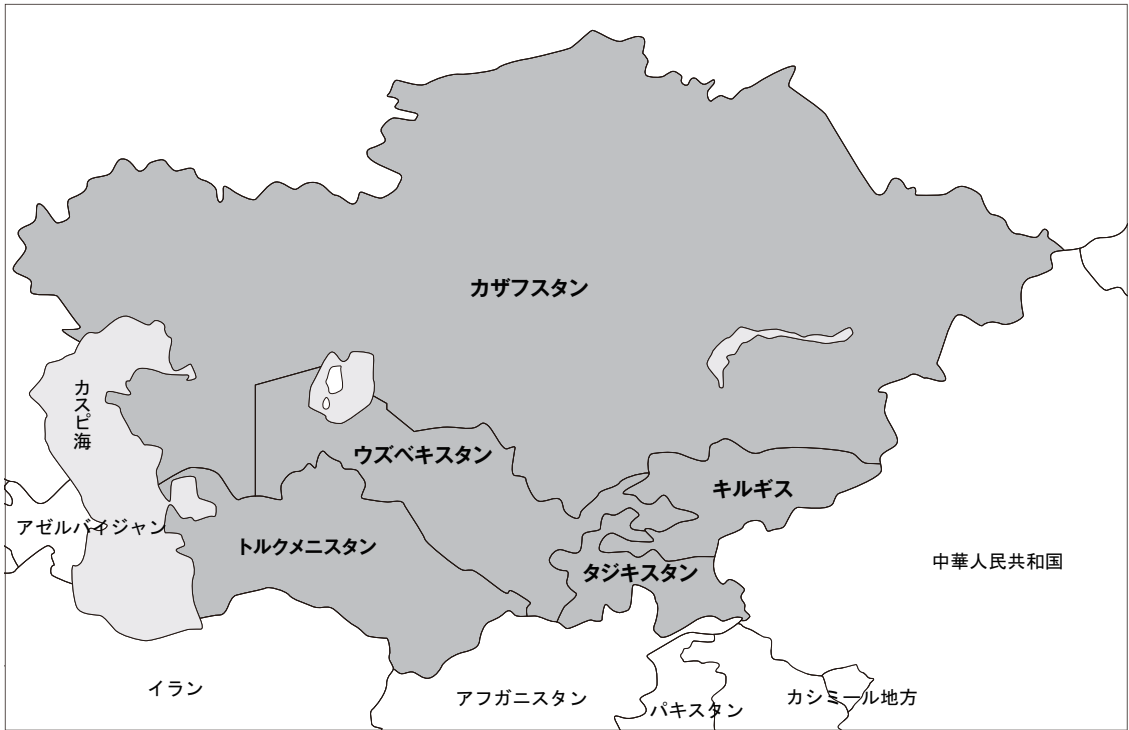 カザフスタン
カスピ海
ウズベキスタン
キルギス
アゼルバイジャン
トルクメニスタン
タジキスタン
中華人民共和国
イラン
アフガニスタン
パキスタン
カシミール地方